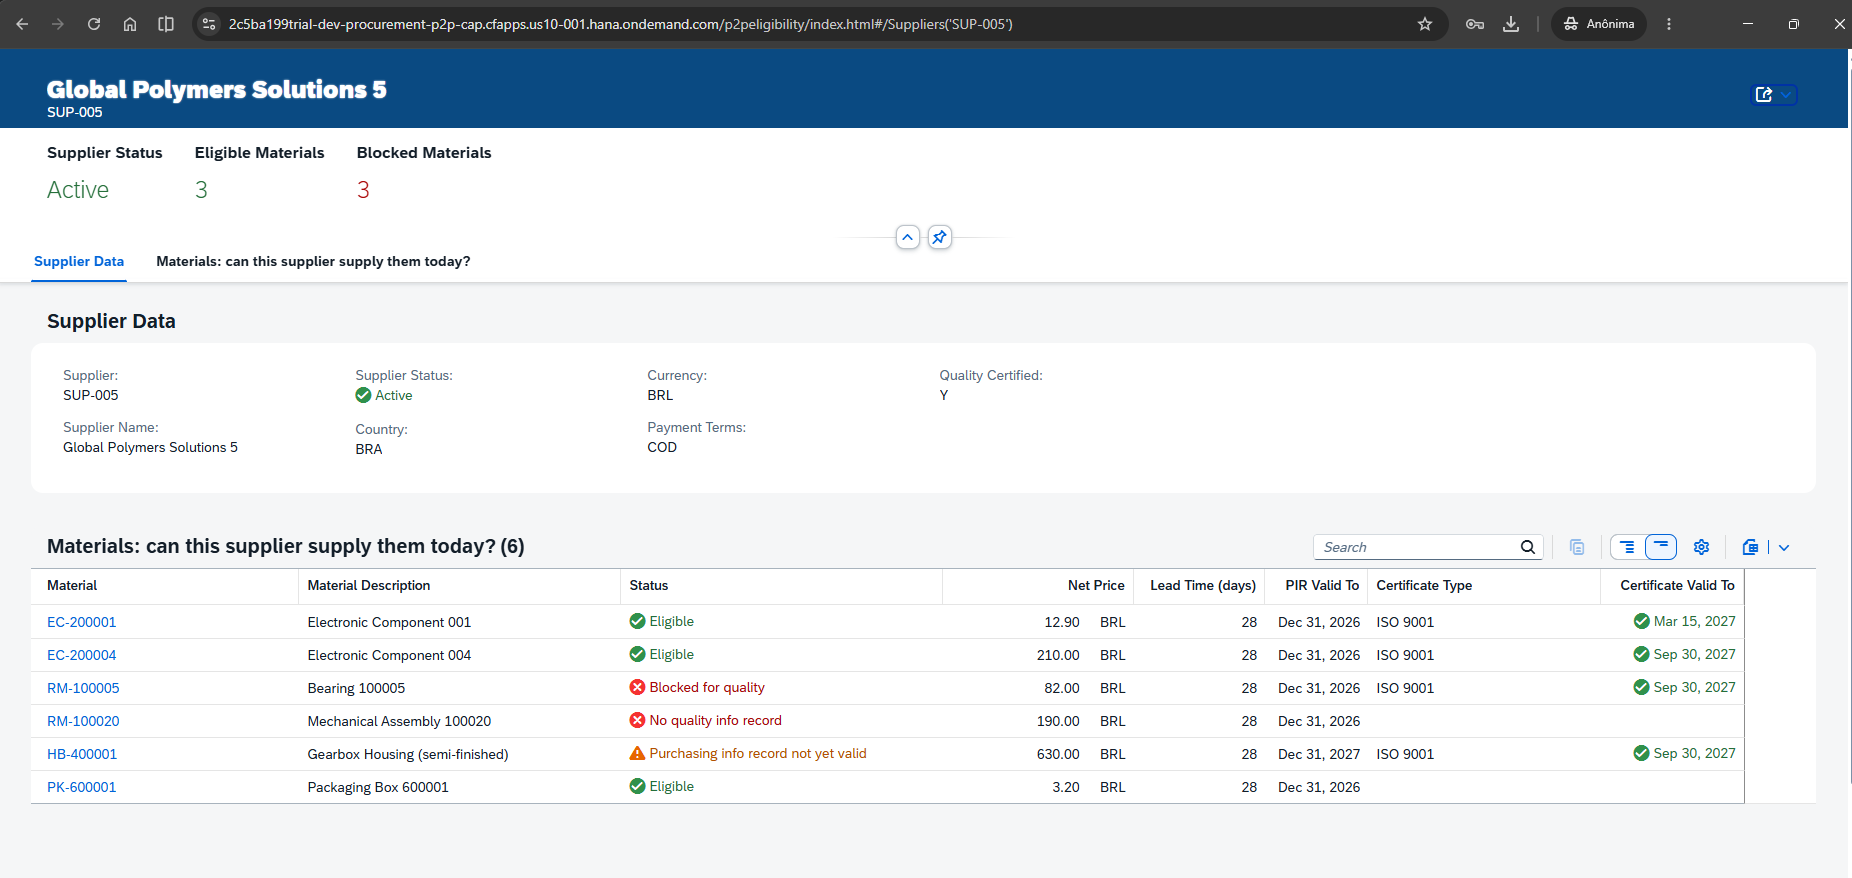 2c5ba199trial-dev-procurement-p2p-cap.cfapps.us10-001.hana.ondemand.com/p2peligibility/index.html#/Suppliers('SUP-005')
Anônima
Global Polymers Solutions 5
SUP-005
Supplier Status Eligible Materials Blocked Materials
Active 3 3
Supplier Data Materials: can this supplier supply them today?
Supplier Data
Supplier: Supplier Status: Currency: Quality Certified:
SUP-005 Active BRL Y
Supplier Name: Country: Payment Terms:
Global Polymers Solutions 5 BRA COD
Materials: can this supplier supply them today? (6) Search
Material Material Description Status Net Price Lead Time (days) PIR Valid To Certificate Type Certificate Valid To
EC-200001 Electronic Component 001 Eligible 12.90 BRL 28 Dec 31, 2026 ISO 9001 Mar 15, 2027
EC-200004 Electronic Component 004 Eligible 210.00 BRL 28 Dec 31, 2026 ISO 9001 Sep 30, 2027
RM-100005 Bearing 100005 Blocked for quality 82.00 BRL 28 Dec 31, 2026 ISO 9001 Sep 30, 2027
RM-100020 Mechanical Assembly 100020 No quality info record 190.00 BRL 28 Dec 31, 2026
HB-400001 Gearbox Housing (semi-finished) Purchasing info record not yet valid 630.00 BRL 28 Dec 31, 2027 ISO 9001 Sep 30, 2027
PK-600001 Packaging Box 600001 Eligible 3.20 BRL 28 Dec 31, 2026